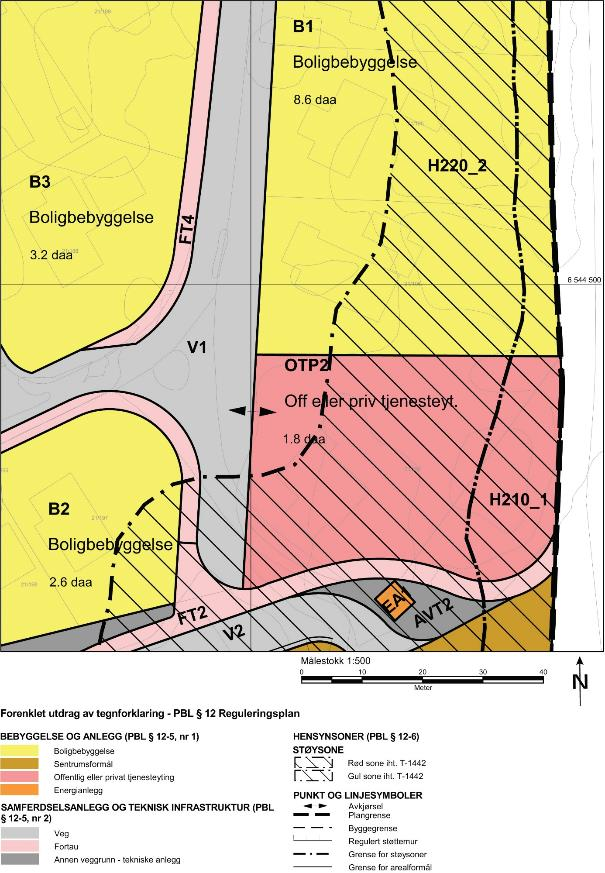 B1
Boligbebyggelse
8.6 daa
H220_2
B3
Boligbebyggelse
3.2 daa
FT4
6 544 500
V1
OTP2
Off eller priv tjenesteyt.
1.8 daa
H210_1
B2
Boligbebyggelse
2.6 daa
EA1
AVT2
FT2
V2
Målestokk 1:500
0 10 20 30 40
Meter
N
Forenklet utdrag av tegnforklaring - PBL § 12 Reguleringsplan
BEBYGGELSE OG ANLEGG (PBL § 12-5, nr 1)
Boligbebyggelse
Sentrumsformål
Offentlig eller privat tjenesteyting
Energianlegg
SAMFERDSELSANLEGG OG TEKNISK INFRASTRUKTUR (PBL
§ 12-5, nr 2)
Veg
Fortau
Annen veggrunn - tekniske anlegg
HENSYNSONER (PBL § 12-6)
STØYSONE
Rød sone iht. T-1442
Gul sone iht. T-1442
PUNKT OG LINJESYMBOLER
Avkjørsel
Plangrense
Byggegrense
Regulert støttemur
Grense for støysoner
Grense for arealformål